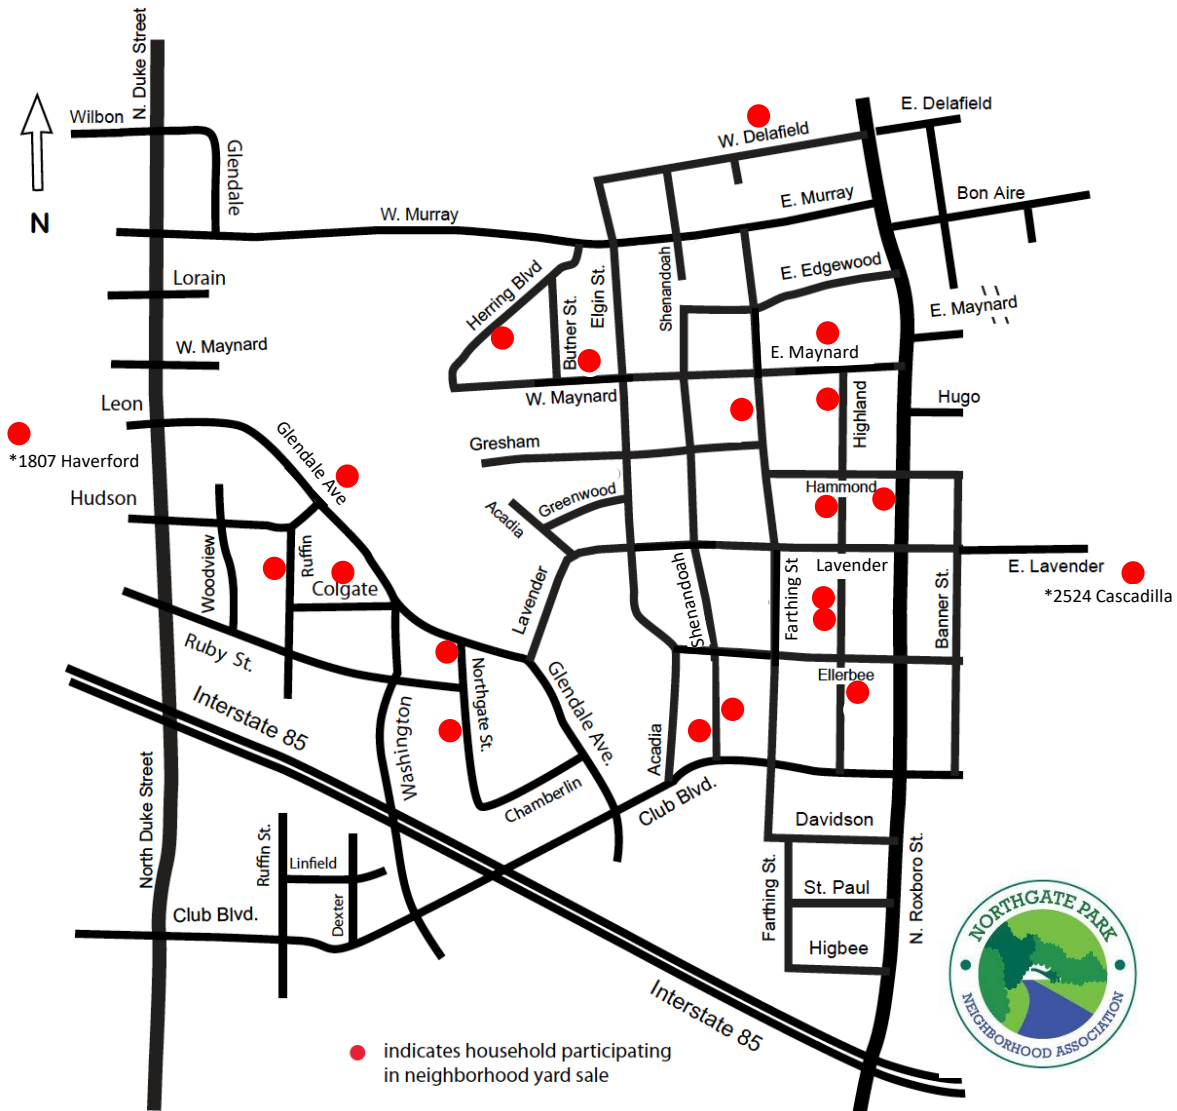 N. Duke Street
Wilbon
Glendale
N
W. Murray
Lorain
W. Maynard
Leon
*1807 Haverford
Hudson
Glendale Ave
Woodview
Ruffin
Colgate
Ruby St.
Interstate 85
Washington
Northgate St.
Glendale Ave.
Chamberlin
Club Blvd.
North Duke Street
Ruffin St.
Linfield
Dexter
Club Blvd.
W. Delafield
E. Delafield
E. Murray
Bon Aire
E. Edgewood
E. Maynard
Herring Blvd
Butner St.
Elgin St.
Shenandoah
E. Maynard
W. Maynard
Highland
Hugo
Gresham
Greenwood
Acadia
Hammond
Lavender
Lavender
E. Lavender
*2524 Cascadilla
Shenandoah
Farthing St
Banner St.
Ellerbee
Acadia
Davidson
Farthing St.
St. Paul
Higbee
N. Roxboro St.
Interstate 85
indicates household participating
in neighborhood yard sale
NORTHGATE PARK
NEIGHBORHOOD ASSOCIATION